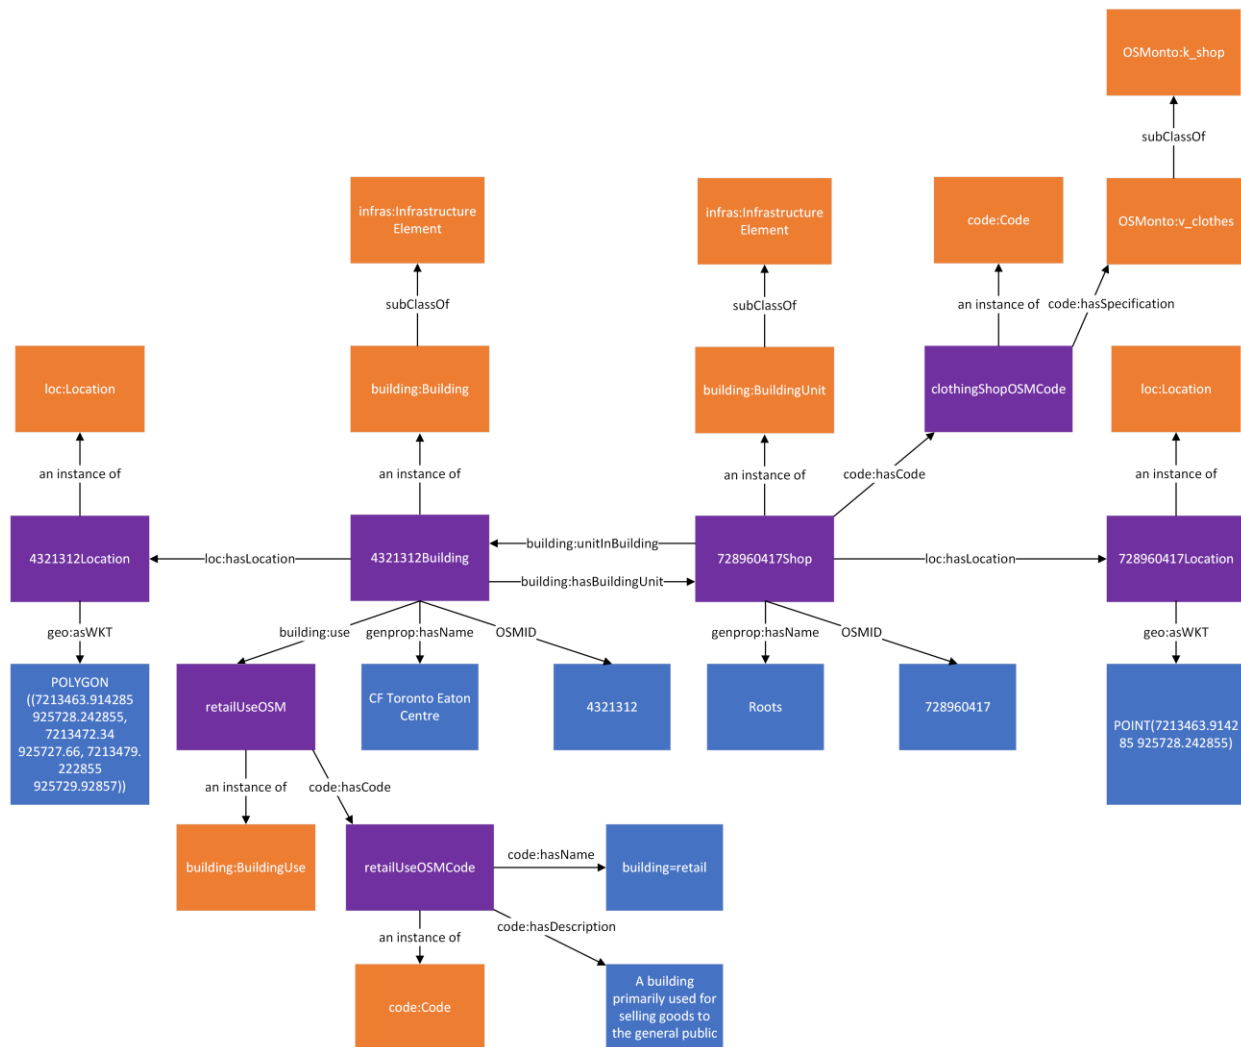 OSMonto:k_shop
subClassOf
infras:Infrastructure
Element
infras:Infrastructure
Element
code:Code
OSMonto:v_clothes
subClassOf
subClassOf
an instance of
code:hasSpecification
loc:Location
building:Building
building:BuildingUnit
clothingShopOSMCode
loc:Location
an instance of
an instance of
an instance of
code:hasCode
an instance of
4321312Location
loc:hasLocation
4321312Building
building:unitInBuilding
building:hasBuildingUnit
728960417Shop
loc:hasLocation
728960417Location
geo:asWKT
building:use
genprop:hasName
OSMID
genprop:hasName
OSMID
geo:asWKT
POLYGON
((7213463.914285
925728.242855,
7213472.34
925727.66, 7213479.
222855
925729.92857))
retailUseOSM
CF Toronto Eaton
Centre
4321312
Roots
728960417
POINT(7213463.9142
85 925728.242855)
an instance of
code:hasCode
building:BuildingUse
retailUseOSMCode
code:hasName
building=retail
an instance of
code:hasDescription
code:Code
A building
primarily used for
selling goods to
the general public